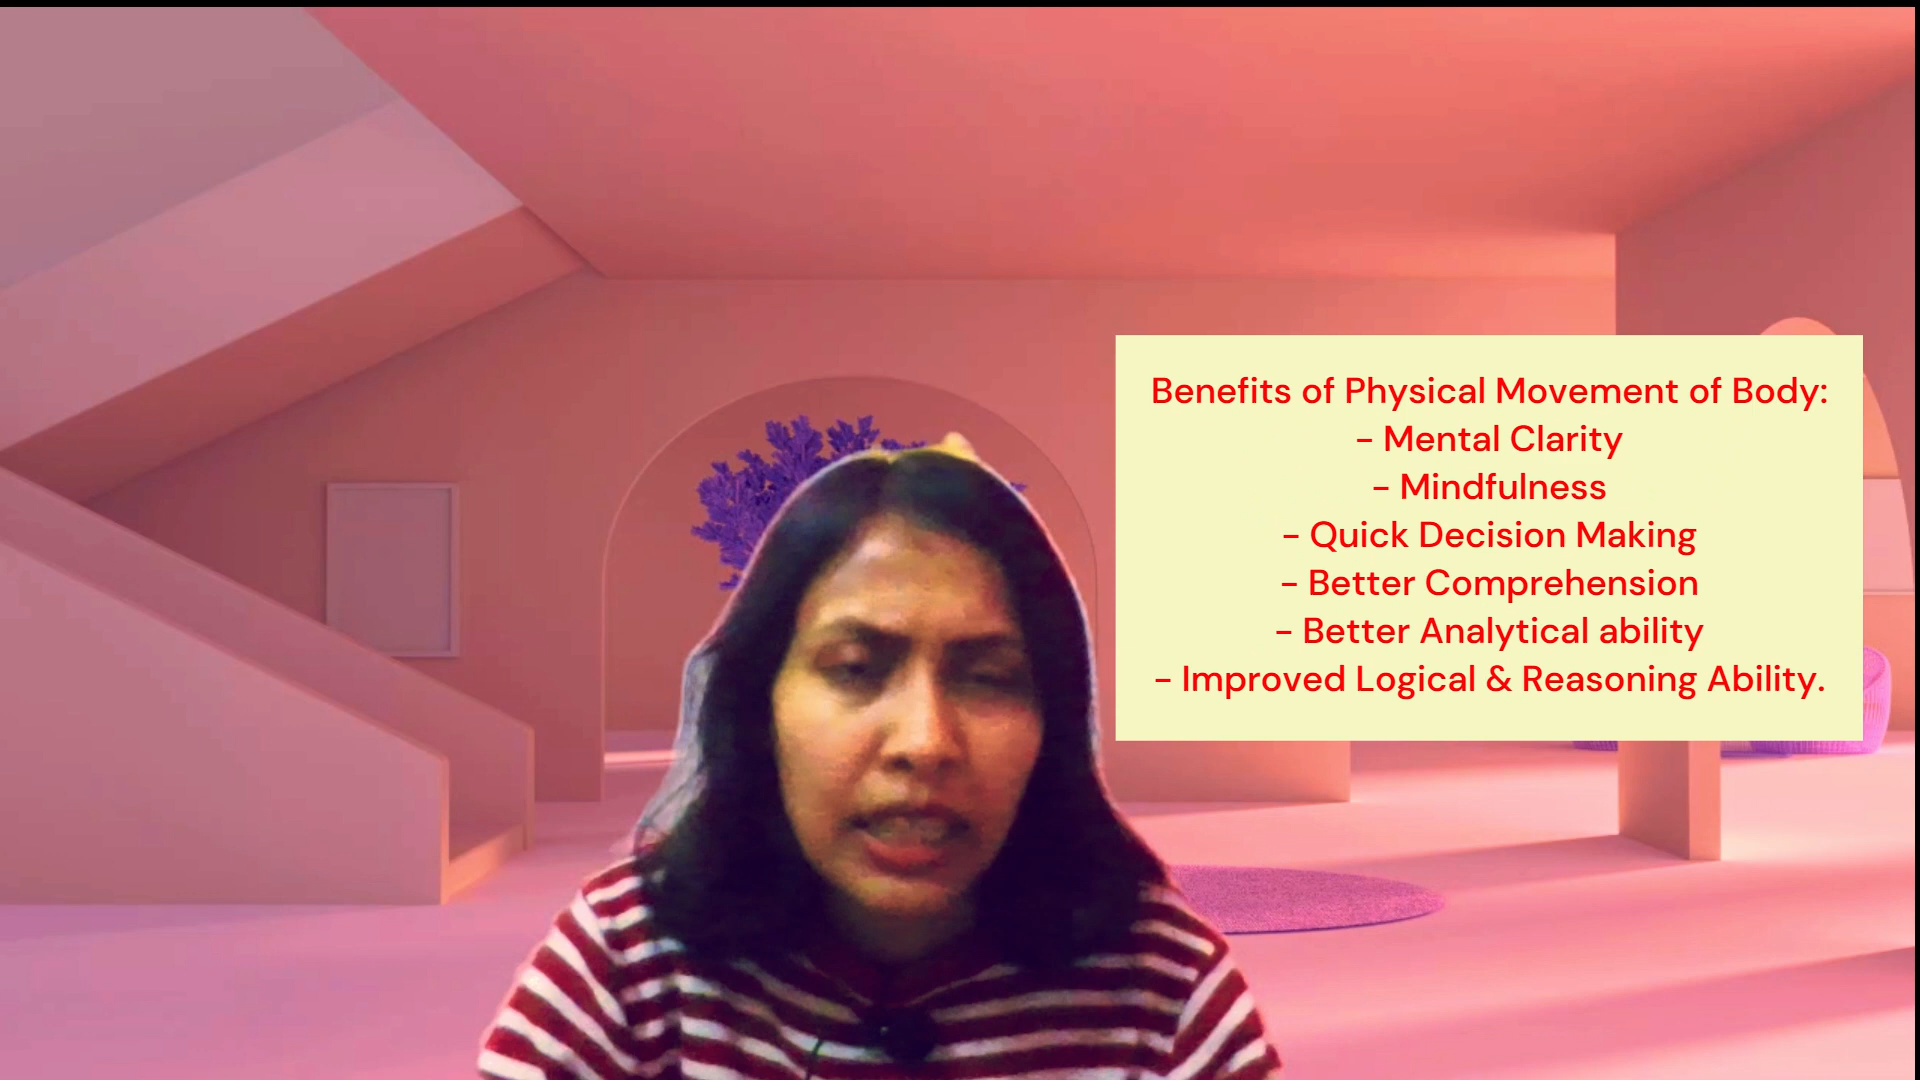 Benefits of Physical Movement of Body:
- Mental Clarity
- Mindfulness
- Quick Decision Making
- Better Comprehension
- Better Analytical ability
- Improved Logical & Reasoning Ability.